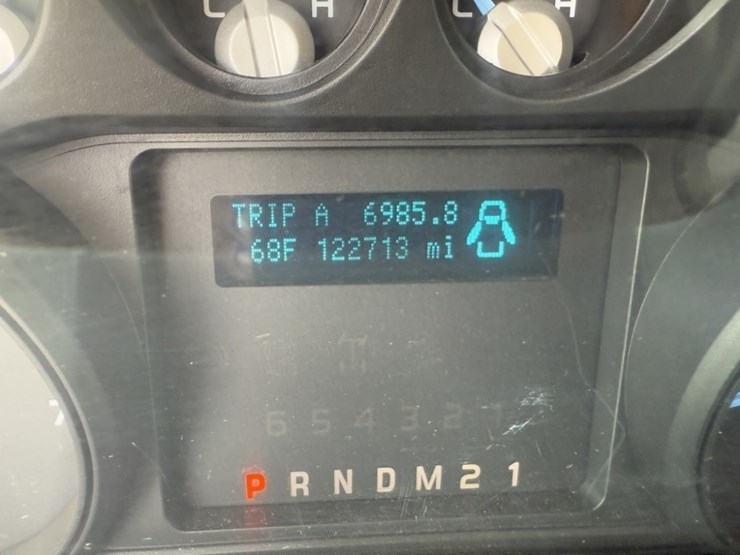 C H C H
TRIP A 6985.8
68F 122713 mi
6 5 4 3 2 1
P R N D M 2 1